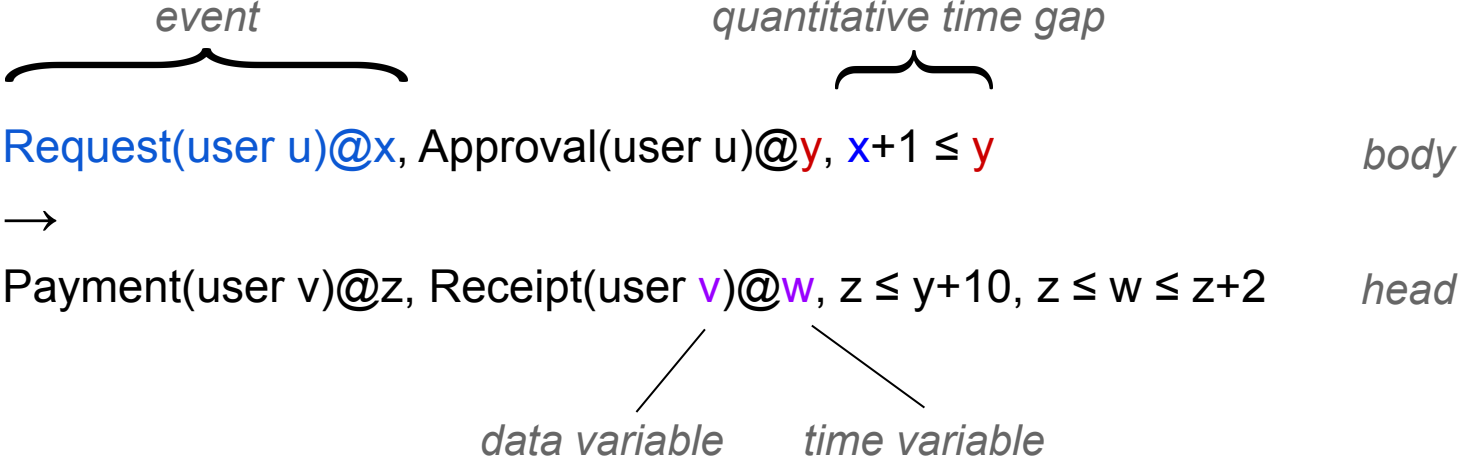 event quantitative time gap
Request(user u)@x, Approval(user u)@y, x+1 ≤ y body
→
Payment(user v)@z, Receipt(user v)@w, z ≤ y+10, z ≤ w ≤ z+2 head
data variable time variable